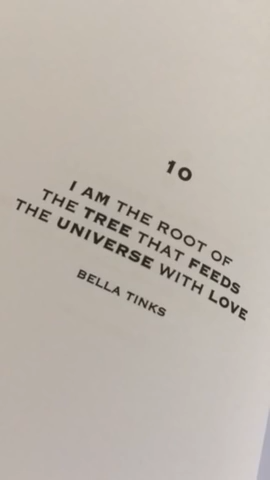 10
I AM THE ROOT OF
THE TREE THAT FEEDS
THE UNIVERSE WITH LOVE
BELLA TINKS